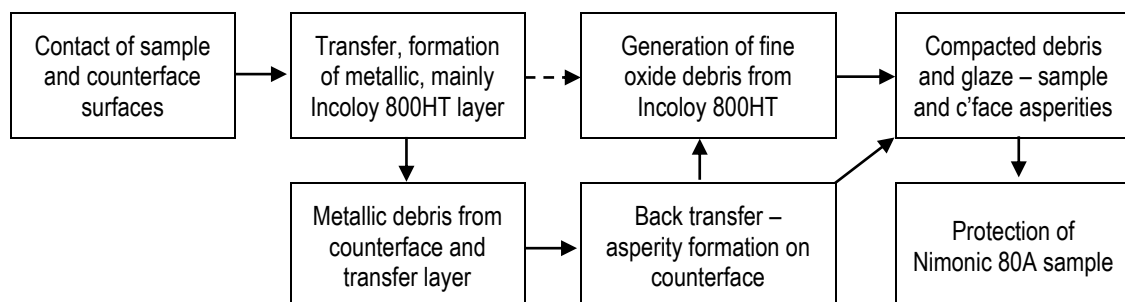 Contact of sample
and counterface
surfaces
Transfer, formation
of metallic, mainly
Incoloy 800HT layer
Generation of fine
oxide debris from
Incoloy 800HT
Compacted debris
and glaze – sample
and c’face asperities
Metallic debris from
counterface and
transfer layer
Back transfer –
asperity formation on
counterface
Protection of
Nimonic 80A sample